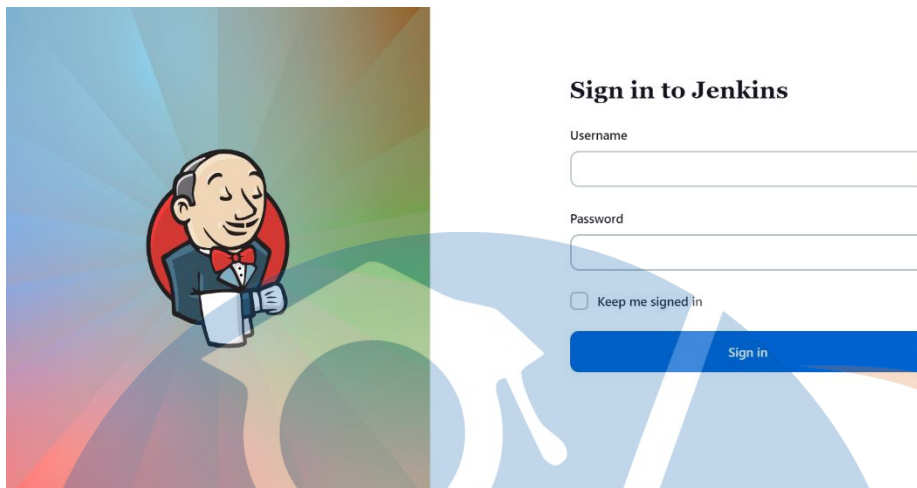 Sign in to Jenkins
Username
Password
Keep me signed in
Sign in